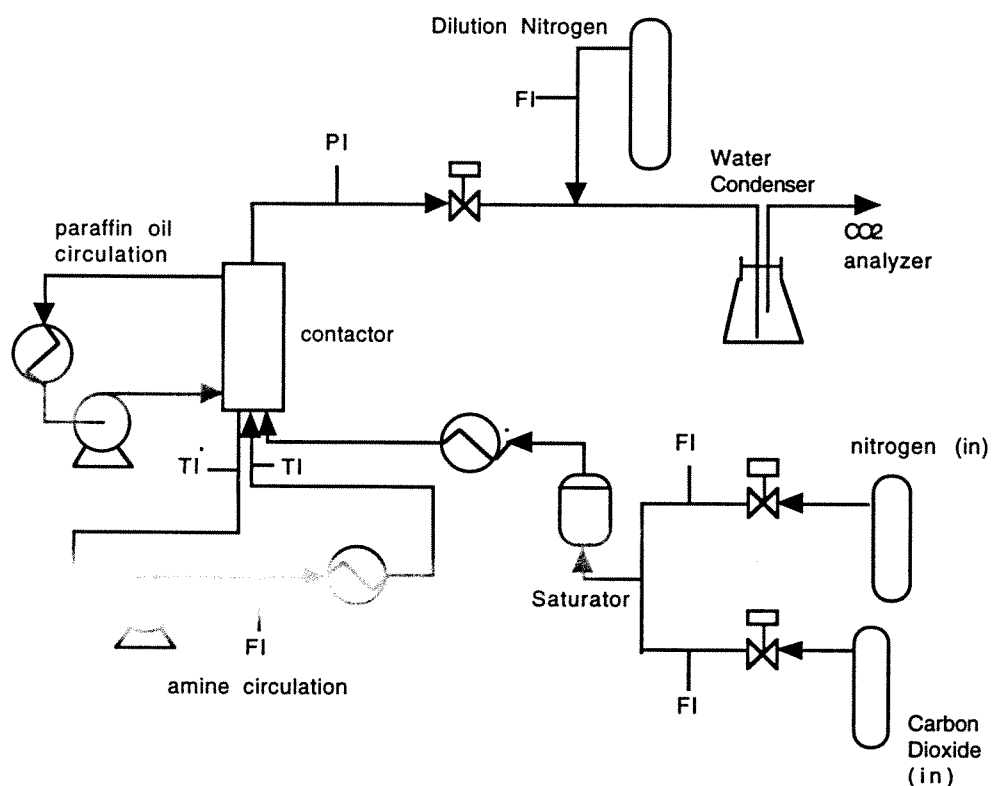 Dilution Nitrogen
FI
PI
Water
Condenser
CO2
analyzer
paraffin oil
circulation
contactor
TI
TI
FI
nitrogen (in)
Saturator
FI
amine circulation
FI
Carbon
Dioxide
(in)